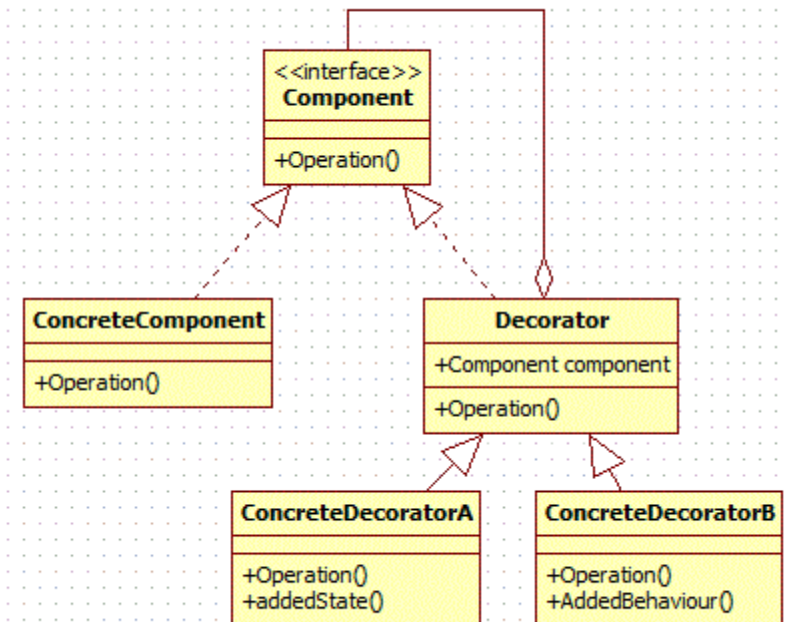 <<interface>>
Component
+Operation()
ConcreteComponent
+Operation()
Decorator
+Component component
+Operation()
ConcreteDecoratorA
+Operation()
+addedState()
ConcreteDecoratorB
+Operation()
+AddedBehaviour()